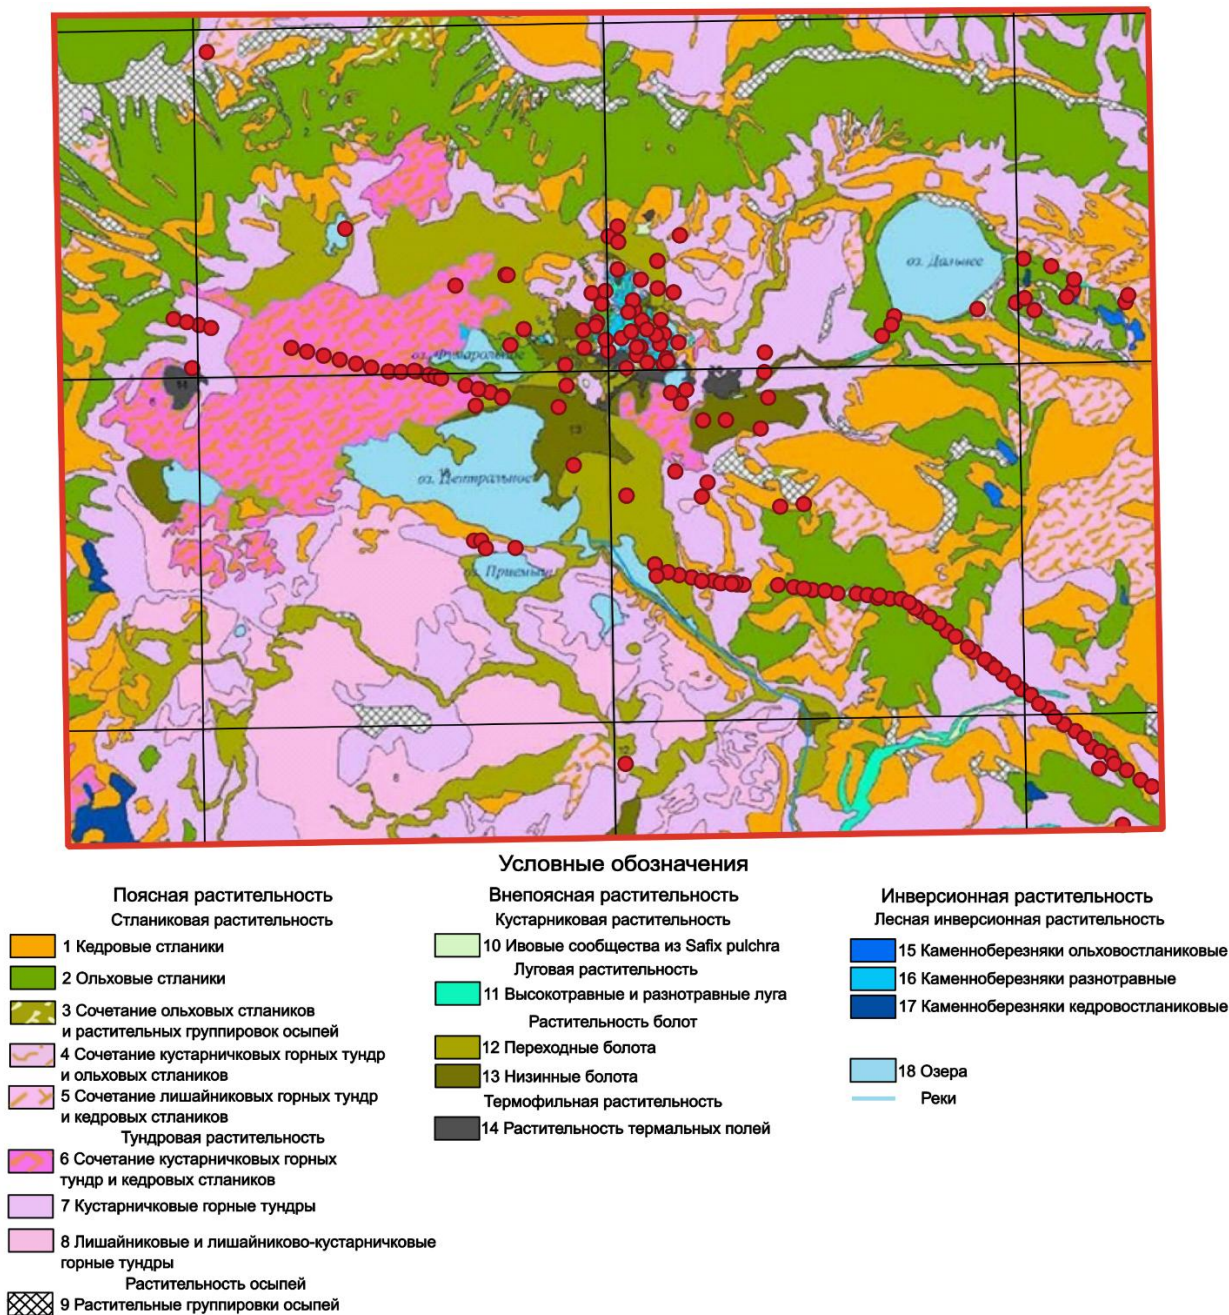 оз. Дальнее
оз. Фумарольное
14
13
оз. Центральное
оз. Приемыш
12
8
Условные обозначения
Поясная растительность
Стланиковая растительность
1 Кедровые стланики
2 Ольховые стланики
3 Сочетание ольховых стлаников
и растительных группировок осыпей
4 Сочетание кустарничковых горных тундр
и ольховых стлаников
5 Сочетание лишайниковых горных тундр
и кедровых стлаников
Тундровая растительность
6 Сочетание кустарничковых горных
тундр и кедровых стлаников
7 Кустарничковые горные тундры
8 Лишайниковые и лишайниково-кустарничковые
горные тундры
Растительность осыпей
9 Растительные группировки осыпей
Внепоясная растительность
Кустарниковая растительность
10 Ивовые сообщества из Safix pulchra
Луговая растительность
11 Высокотравные и разнотравные луга
Растительность болот
12 Переходные болота
13 Низинные болота
Термофильная растительность
14 Растительность термальных полей
Инверсионная растительность
Лесная инверсионная растительность
15 Каменноберезняки ольховостланиковые
16 Каменноберезняки разнотравные
17 Каменноберезняки кедровостланиковые
18 Озера
Реки